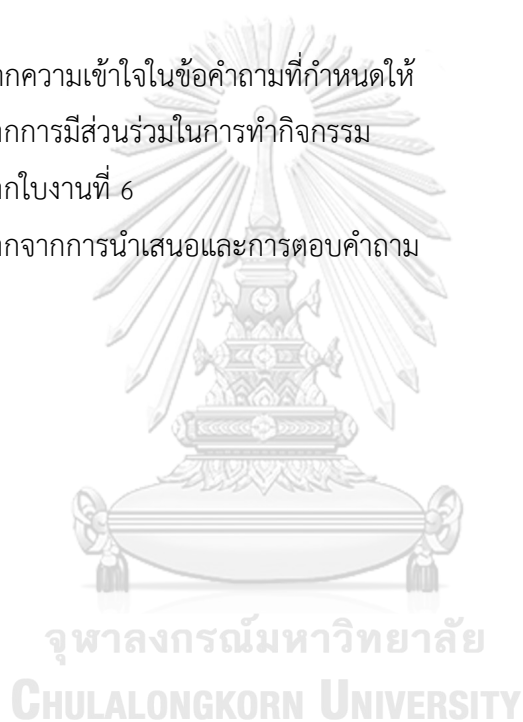 ากความเข้าใจในข้อคำถามที่กำหนดให้
ากการมีส่วนร่วมในการทำกิจกรรม
ากใบงานที่ 6
ากจากการนำเสนอและการตอบคำถาม
จุฬาลงกรณ์มหาวิทยาลัย
CHULALONGKORN UNIVERSITY